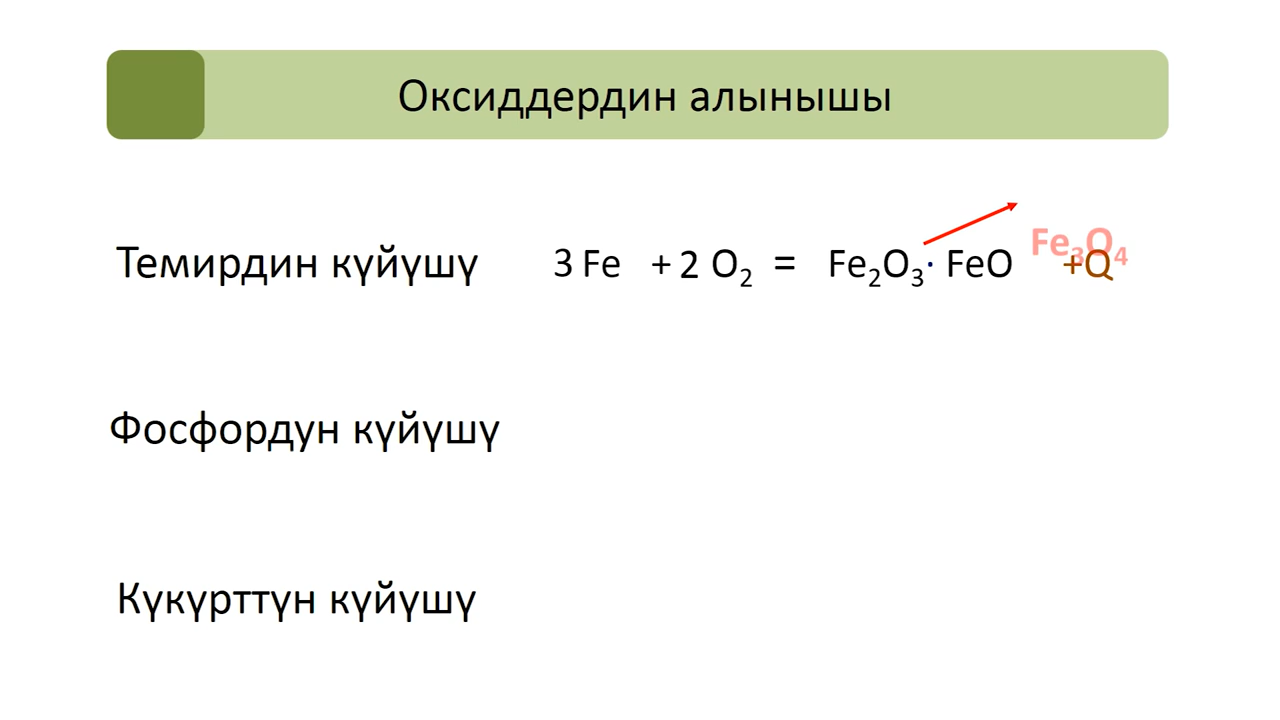 Оксиддердин алынышы
Темирдин күйүшү 3 Fe + 2 O₂ = Fe₂O₃· FeO +Q
Fe₃O₄
Фосфордун күйүшү
Күкүрттүн күйүшү